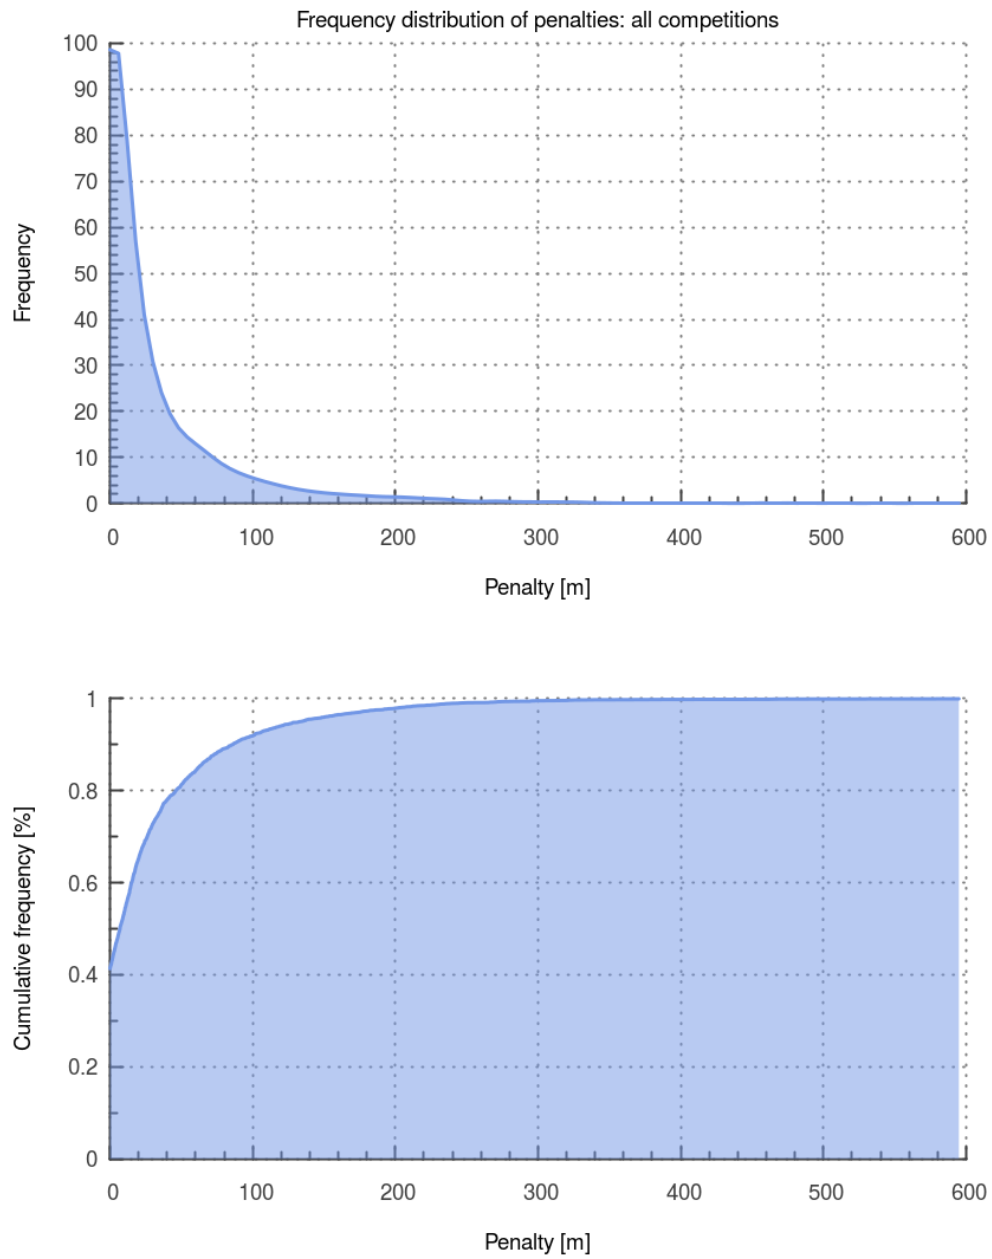 Frequency distribution of penalties: all competitions
100
90
80
70
60
50
40
30
20
10
0
Frequency
0 100 200 300 400 500 600
Penalty [m]
1
0.8
0.6
0.4
0.2
0
Cumulative frequency [%]
0 100 200 300 400 500 600
Penalty [m]